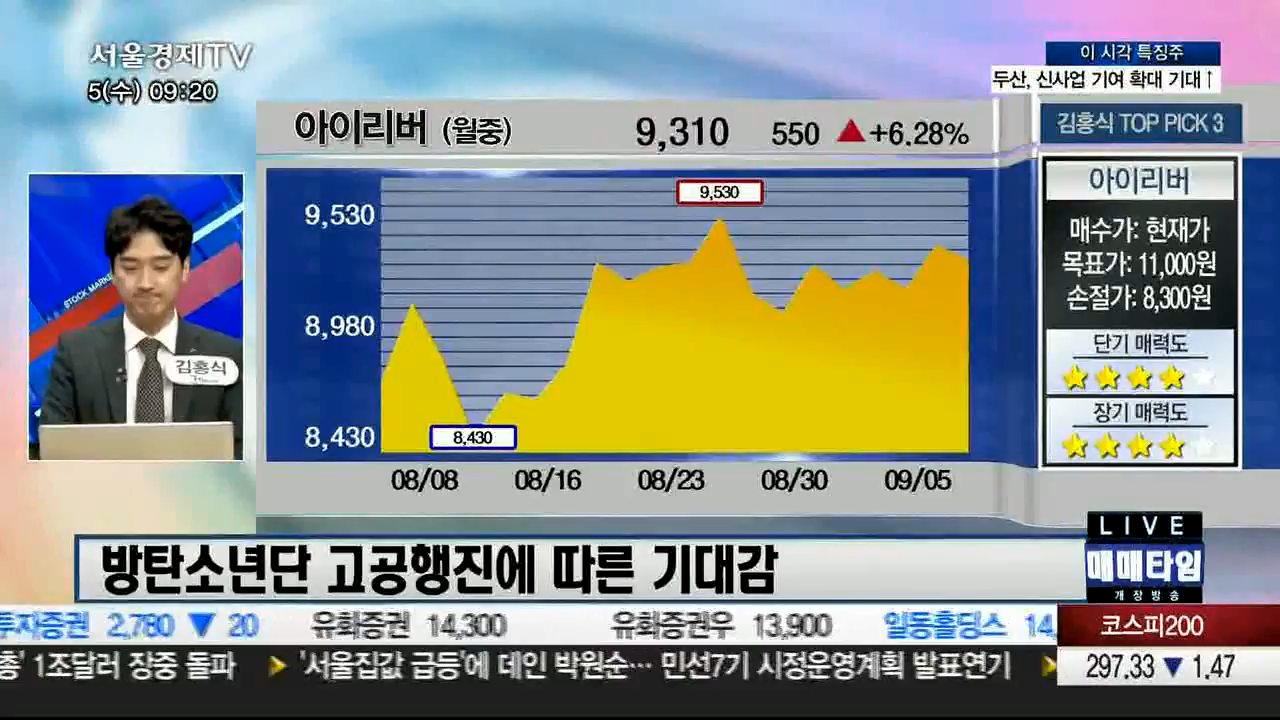 서울경제TV
5(수) 09:20
이 시각 특징주
두산, 신사업 기여 확대 기대↑
아이리버 (월중) 9,310 550 ▲+6.28%
김홍식 TOP PICK 3
9,530
8,980
8,430
9,530
8,430
08/08 08/16 08/23 08/30 09/05
STOCK MARKE
김홍식
아이리버
매수가: 현재가
목표가: 11,000원
손절가: 8,300원
단기 매력도
장기 매력도
방탄소년단 고공행진에 따른 기대감
LIVE
매매타임
개장방송
투자증권 2,780 ▼ 20 유화증권 14,300 유화증권우 13,900 일동홀딩스 14,
코스피200
총' 1조달러 장중 돌파 '서울집값 급등'에 데인 박원순… 민선7기 시정운영계획 발표연기
297.33 ▼ 1.47